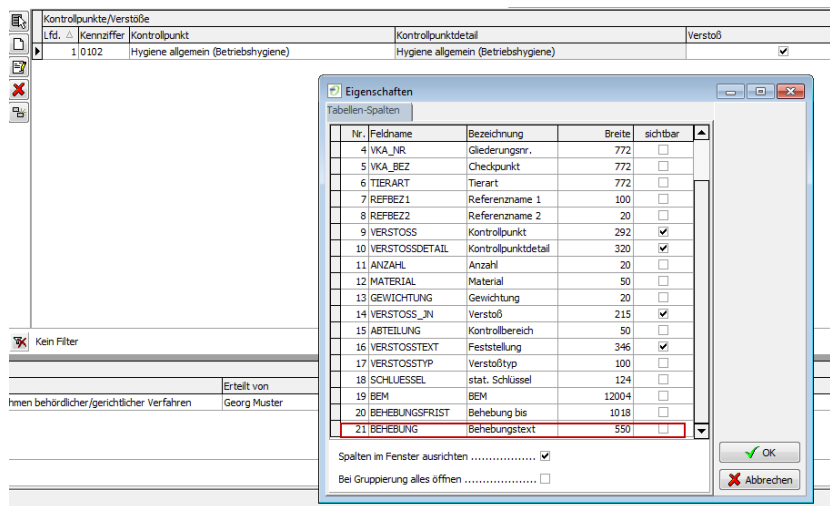 Kontrollpunkte/Verstöße
Lfd. Kennziffer Kontrollpunkt Kontrollpunktdetail Verstoß
1 0102 Hygiene allgemein (Betriebshygiene) Hygiene allgemein (Betriebshygiene)
Eigenschaften
Tabellen-Spalten
Nr. Feldname Bezeichnung Breite sichtbar
4 VKA_NR Gliederungsnr. 772
5 VKA_BEZ Checkpunkt 772
6 TIERART Tierart 772
7 REFBEZ1 Referenzname 1 100
8 REFBEZ2 Referenzname 2 20
9 VERSTOSS Kontrollpunkt 292
10 VERSTOSSDETAIL Kontrollpunktdetail 320
11 ANZAHL Anzahl 20
12 MATERIAL Material 50
13 GEWICHTUNG Gewichtung 20
14 VERSTOSS_JN Verstoß 215
15 ABTEILUNG Kontrollbereich 50
16 VERSTOSSTEXT Feststellung 346
17 VERSTOSSTYP Verstoßtyp 100
18 SCHLUESSEL stat. Schlüssel 124
19 BEM BEM 12004
20 BEHEBUNGSFRIST Behebung bis 1018
21 BEHEBUNG Behebungstext 550
Spalten im Fenster ausrichten ..................
Bei Gruppierung alles öffnen ....................
OK
Abbrechen
Kein Filter
Erteilt von
hmen behördlicher/gerichtlicher Verfahren Georg Muster